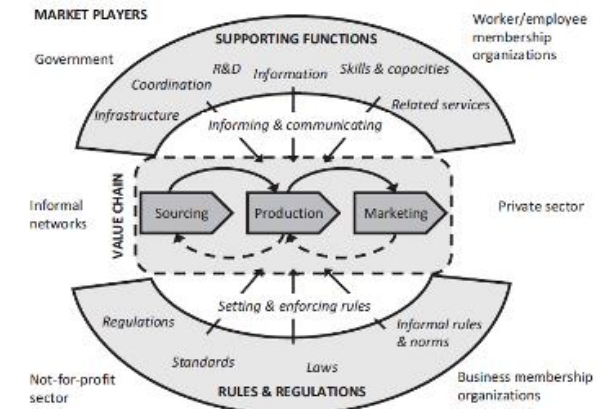 MARKET PLAYERS
Government
Worker/employee
membership
organizations
SUPPORTING FUNCTIONS
Infrastructure
Coordination
R&D
Information
Skills & capacities
Related services
Informing & communicating
Informal
networks
VALUE CHAIN
Sourcing
Production
Marketing
Private sector
Setting & enforcing rules
Regulations
Standards
Laws
Informal rules
& norms
RULES & REGULATIONS
Not-for-profit
sector
Business membership
organizations